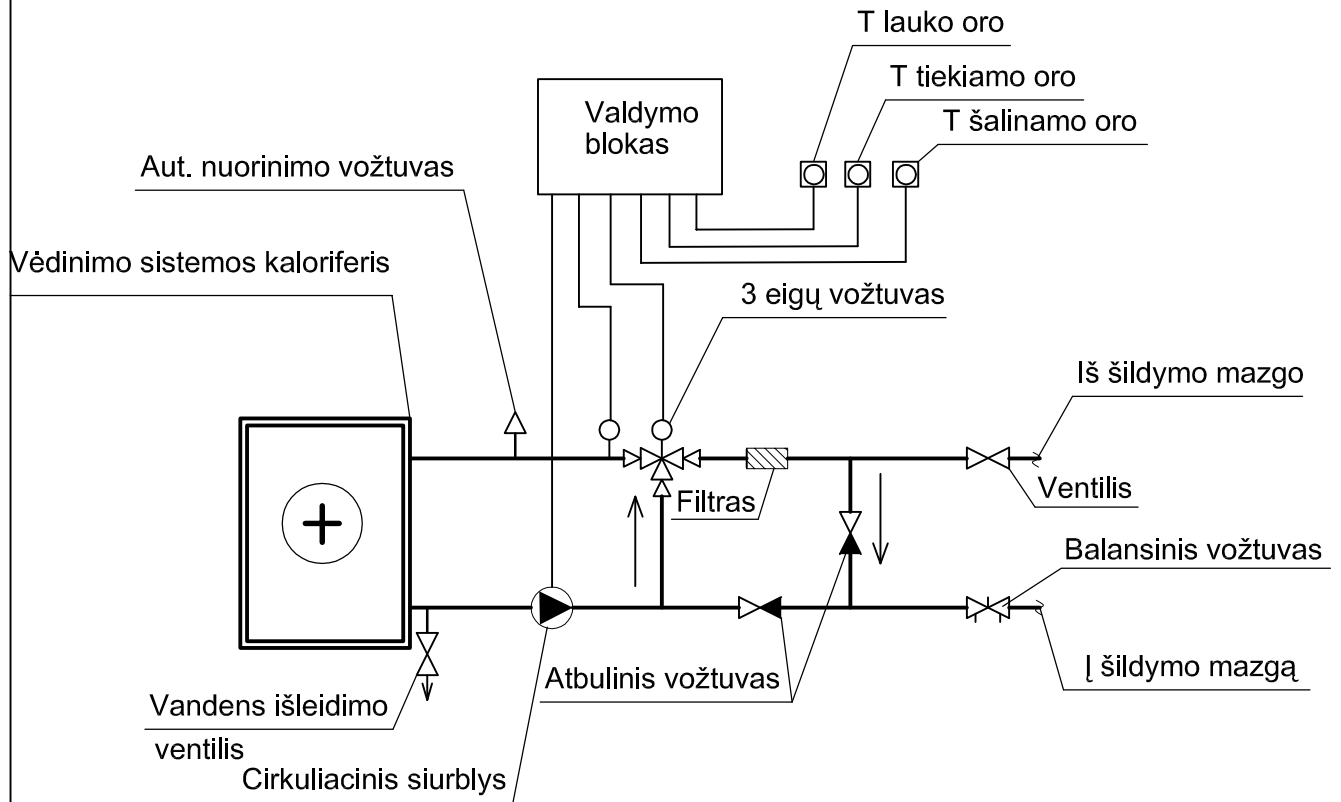 T lauko oro
T tiekiamo oro
T šalinamo oro
Valdymo
blokas
Aut. nuorinimo vožtuvas
Vėdinimo sistemos kaloriferis
3 eigų vožtuvas
Iš šildymo mazgo
Filtras
Ventilis
Balansinis vožtuvas
Atbulinis vožtuvas
Į šildymo mazgą
Vandens išleidimo
ventilis
Cirkuliacinis siurblys